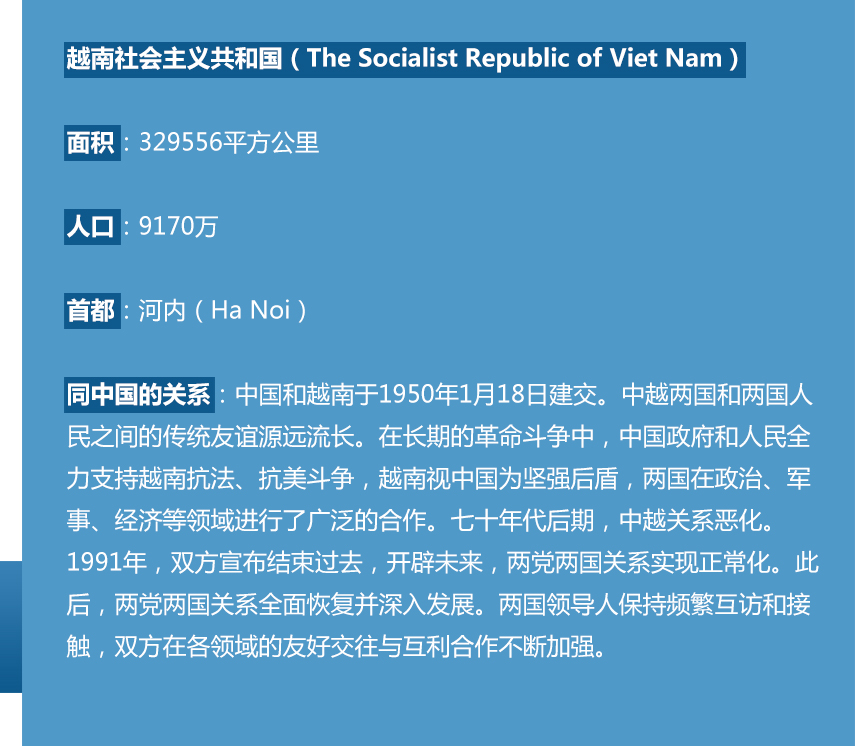 越南社会主义共和国（The Socialist Republic of Viet Nam）
面积：329556平方公里
人口：9170万
首都：河内（Ha Noi）
同中国的关系：中国和越南于1950年1月18日建交。中越两国和两国人
民之间的传统友谊源远流长。在长期的革命斗争中，中国政府和人民全
力支持越南抗法、抗美斗争，越南视中国为坚强后盾，两国在政治、军
事、经济等领域进行了广泛的合作。七十年代后期，中越关系恶化。
1991年，双方宣布结束过去，开辟未来，两党两国关系实现正常化。此
后，两党两国关系全面恢复并深入发展。两国领导人保持频繁互访和接
触，双方在各领域的友好交往与互利合作不断加强。